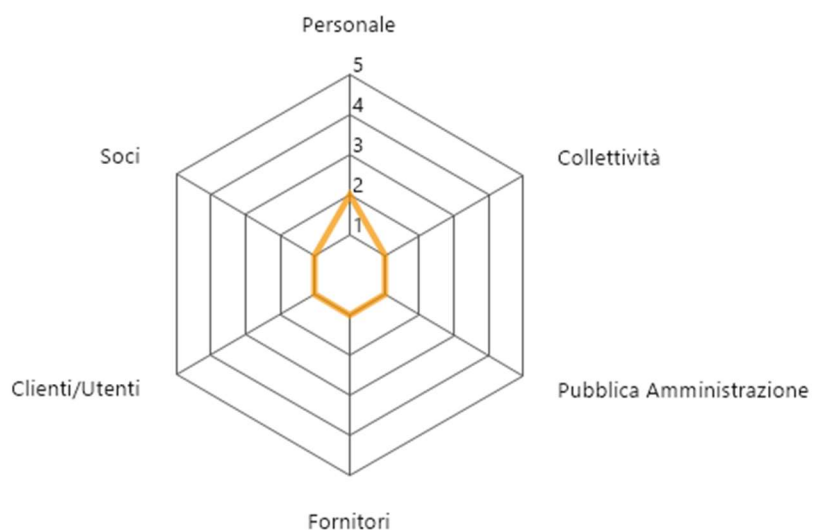 Personale
5
4
3
2
1
Soci
Collettività
Clienti/Utenti
Pubblica Amministrazione
Fornitori